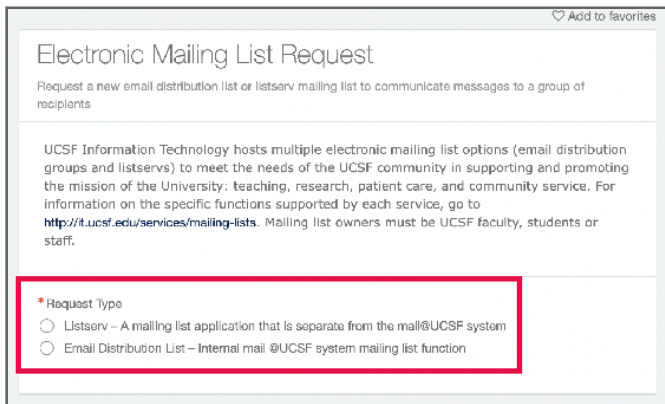 Add to favorites
Electronic Mailing List Request
Request a new email distribution list or listserv mailing list to communicate messages to a group of
recipients
UCSF Information Technology hosts multiple electronic mailing list options (email distribution
groups and listservs) to meet the needs of the UCSF community in supporting and promoting
the mission of the University: teaching, research, patient care, and community service. For
information on the specific functions supported by each service, go to
http://it.ucsf.edu/services/mailing-lists. Mailing list owners must be UCSF faculty, students or
staff.
*Request Type
Listserv – A mailing list application that is separate from the mail@UCSF system
Email Distribution List – Internal mail @UCSF system mailing list function